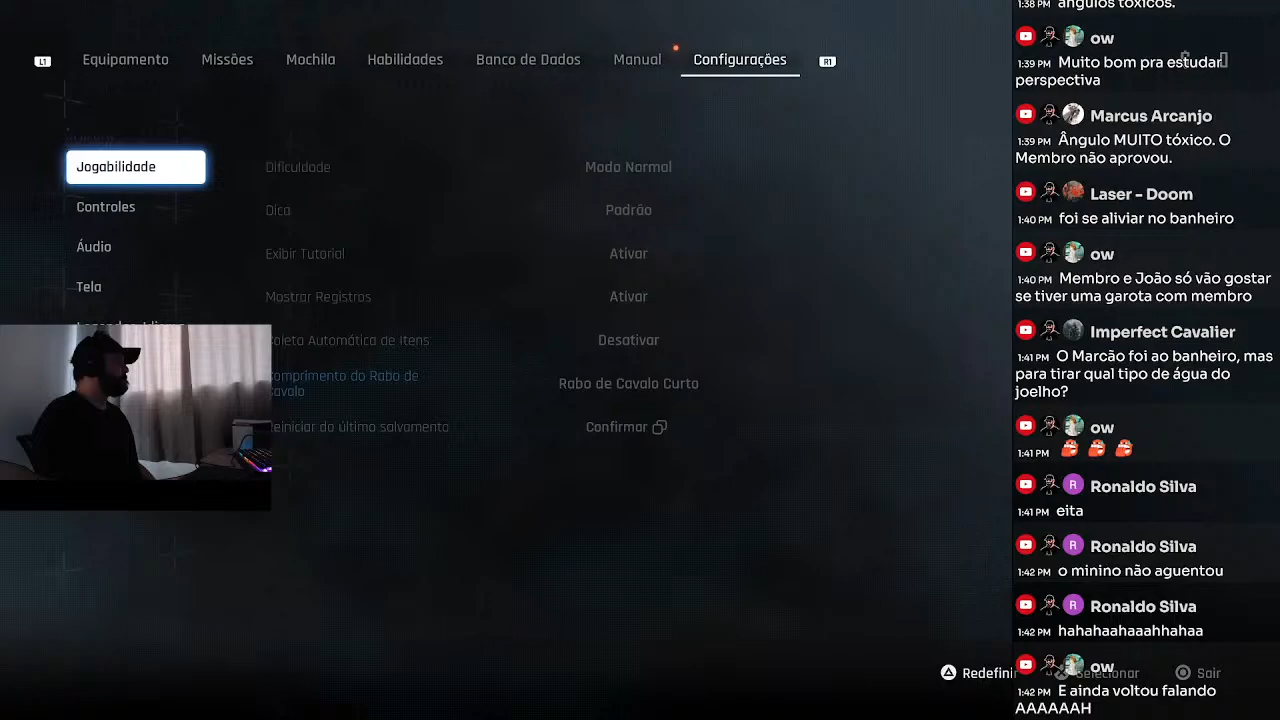 L1
Equipamento
Missões
Mochila
Habilidades
Banco de Dados
Manual
Configurações
R1
Jogabilidade
Controles
Áudio
Tela
Dificuldade
Moda Normal
Dica
Padrão
Exibir Tutorial
Ativar
Mostrar Registros
Ativar
Coleta Automática de Itens
Desativar
Comprimento do Rabo de
Cavalo
Rabo de Cavalo Curto
Reiniciar do último salvamento
Confirmar
Redefinir
Selecionar
Sair
1:38 PM ângulos tóxicos.
ow
1:39 PM Muito bom pra estudar
perspectiva
Marcus Arcanjo
1:39 PM Ângulo MUITO tóxico. O
Membro não aprovou.
Laser - Doom
1:40 PM foi se aliviar no banheiro
ow
1:40 PM Membro e João só vão gostar
se tiver uma garota com membro
Imperfect Cavalier
1:41 PM O Marcão foi ao banheiro, mas
para tirar qual tipo de água do
joelho?
ow
1:41 PM
R Ronaldo Silva
1:41 PM eita
R Ronaldo Silva
1:42 PM o minino não aguentou
R Ronaldo Silva
1:42 PM hahahaahaaahhahaa
ow
1:42 PM E ainda voltou falando
AAAAAAH